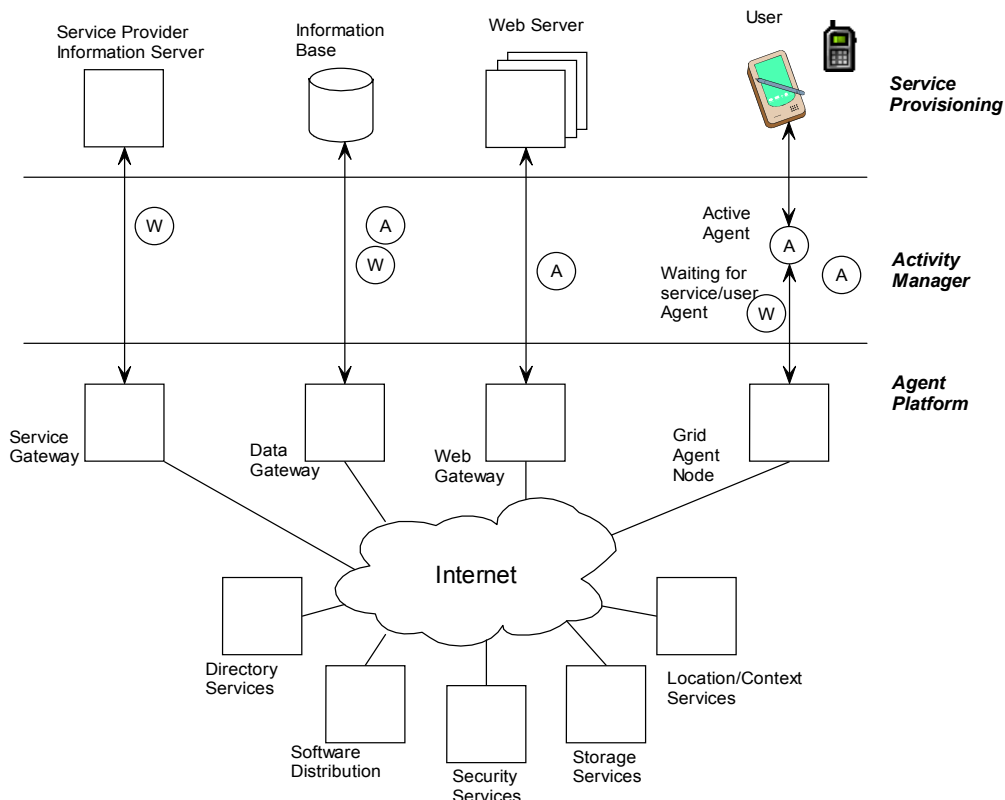 Service Provider
Information Server
Information
Base
Web Server
User
Service
Provisioning
W
A
W
A
Active
Agent
A
A
Waiting for
service/user
Agent
W
Activity
Manager
Agent
Platform
Service
Gateway
Data
Gateway
Web
Gateway
Grid
Agent
Node
Internet
Directory
Services
Location/Context
Services
Software
Distribution
Security
Services
Storage
Services